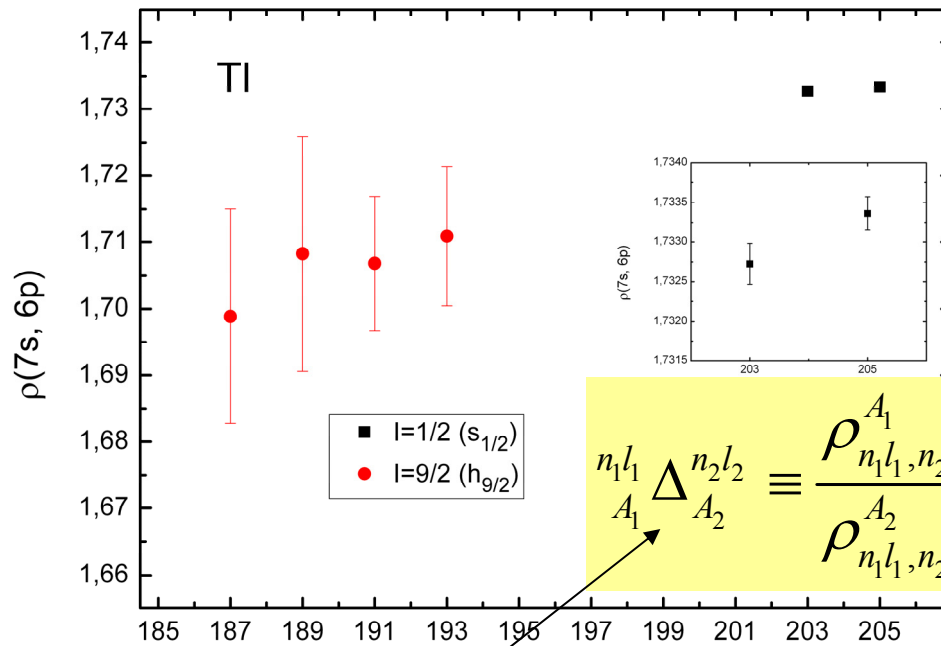 Tl
ρ(7s, 6p)
1,74
1,73
1,72
1,71
1,70
1,69
1,68
1,67
1,66
185 187 189 191 193 195 197 199 201 203 205
I=1/2 (s1/2)
I=9/2 (h9/2)
ρ(7s, 6p)
1,7340
1,7335
1,7330
1,7325
1,7320
1,7315
203 205
n1l1 A1 Δ n2l2 A2 ≡ ρ A1 n1l1,n2
ρ A2 n1l1,n2